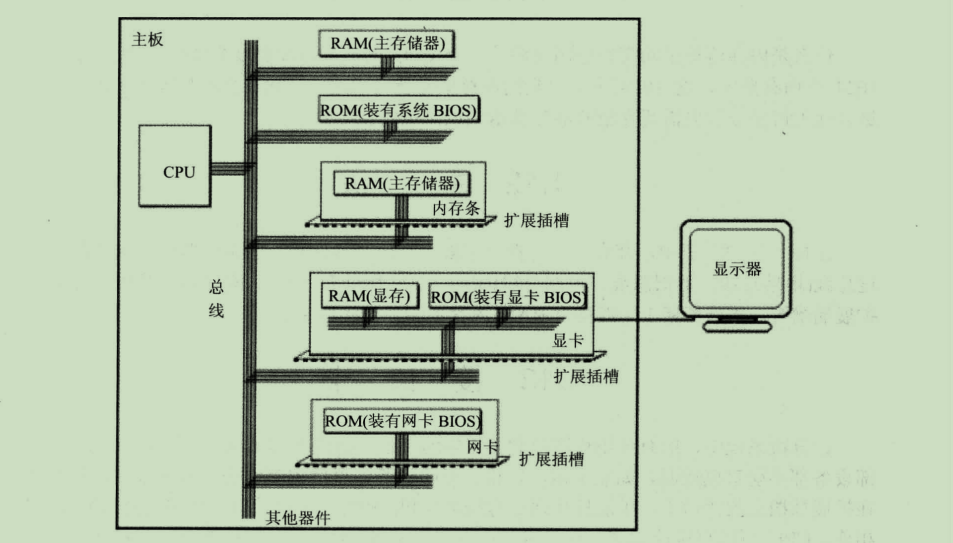 主板
RAM(主存储器)
ROM(装有系统 BIOS)
CPU
RAM(主存储器)
内存条
扩展插槽
总线
显示器
RAM(显存)
ROM(装有显卡 BIOS)
显卡
扩展插槽
ROM(装有网卡 BIOS)
网卡
扩展插槽
其他器件